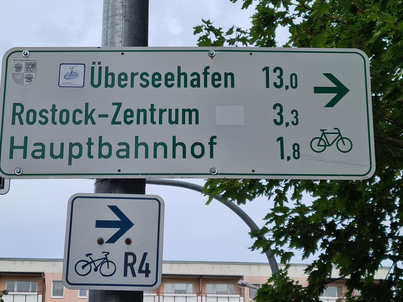 Überseehafen 13,0
Rostock-Zentrum 3,3
Hauptbahnhof 1,8
R4